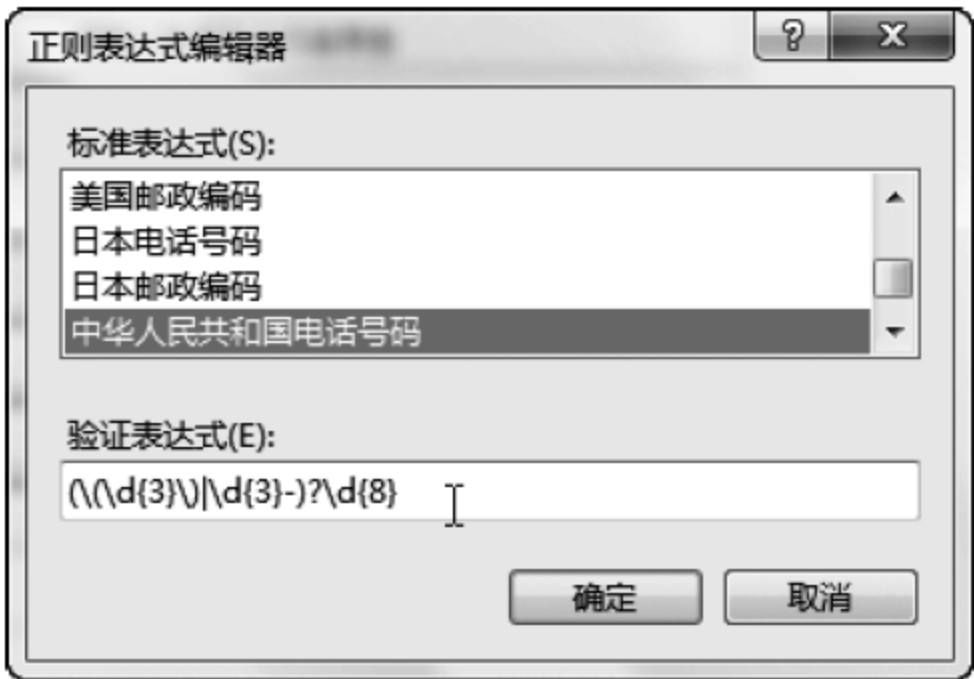 正则表达式编辑器
标准表达式(S):
美国邮政编码
日本电话号码
日本邮政编码
中华人民共和国电话号码
验证表达式(E):
(\(\d{3}\)|\d{3}-)?\d{8}
确定
取消